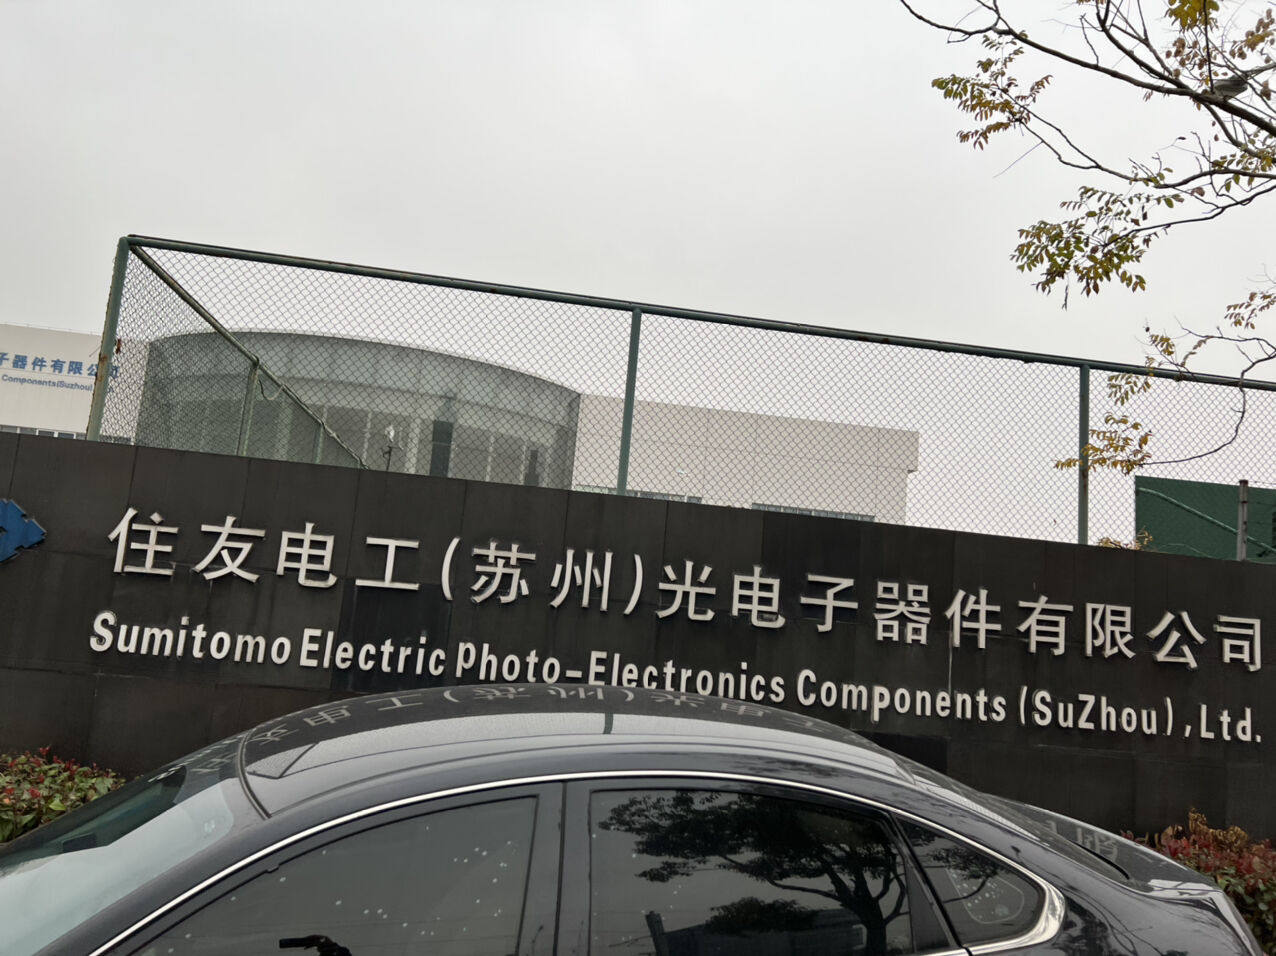 子器件有限公司
Components(Suzhou)
住友电工(苏州)光电子器件有限公司
Sumitomo Electric Photo-Electronics Components (SuZhou), Ltd.